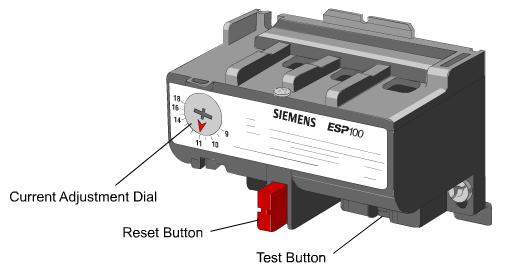 18
16
14
11
10
9
SIEMENS ESP100
Current Adjustment Dial
Reset Button
Test Button